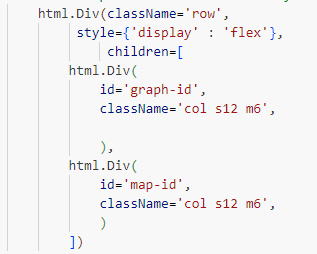 html.Div(className='row',
style={'display' : 'flex'},
children=[
html.Div(
id='graph-id',
className='col s12 m6',
),
html.Div(
id='map-id',
className='col s12 m6',
)
])